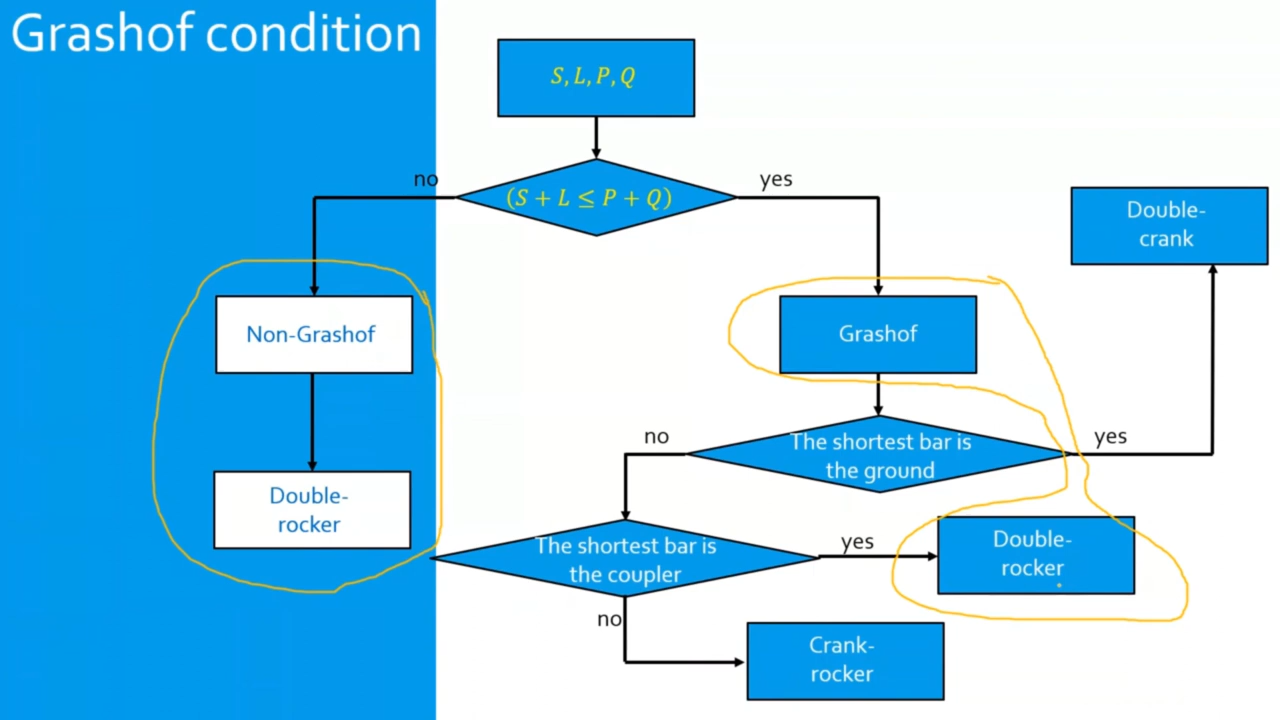 Grashof condition
S, L, P, Q
no
(S + L ≤ P + Q)
yes
Double-
crank
Non-Grashof
Grashof
no
The shortest bar is
the ground
yes
Double-
rocker
The shortest bar is
the coupler
yes
Double-
rocker
no
Crank-
rocker